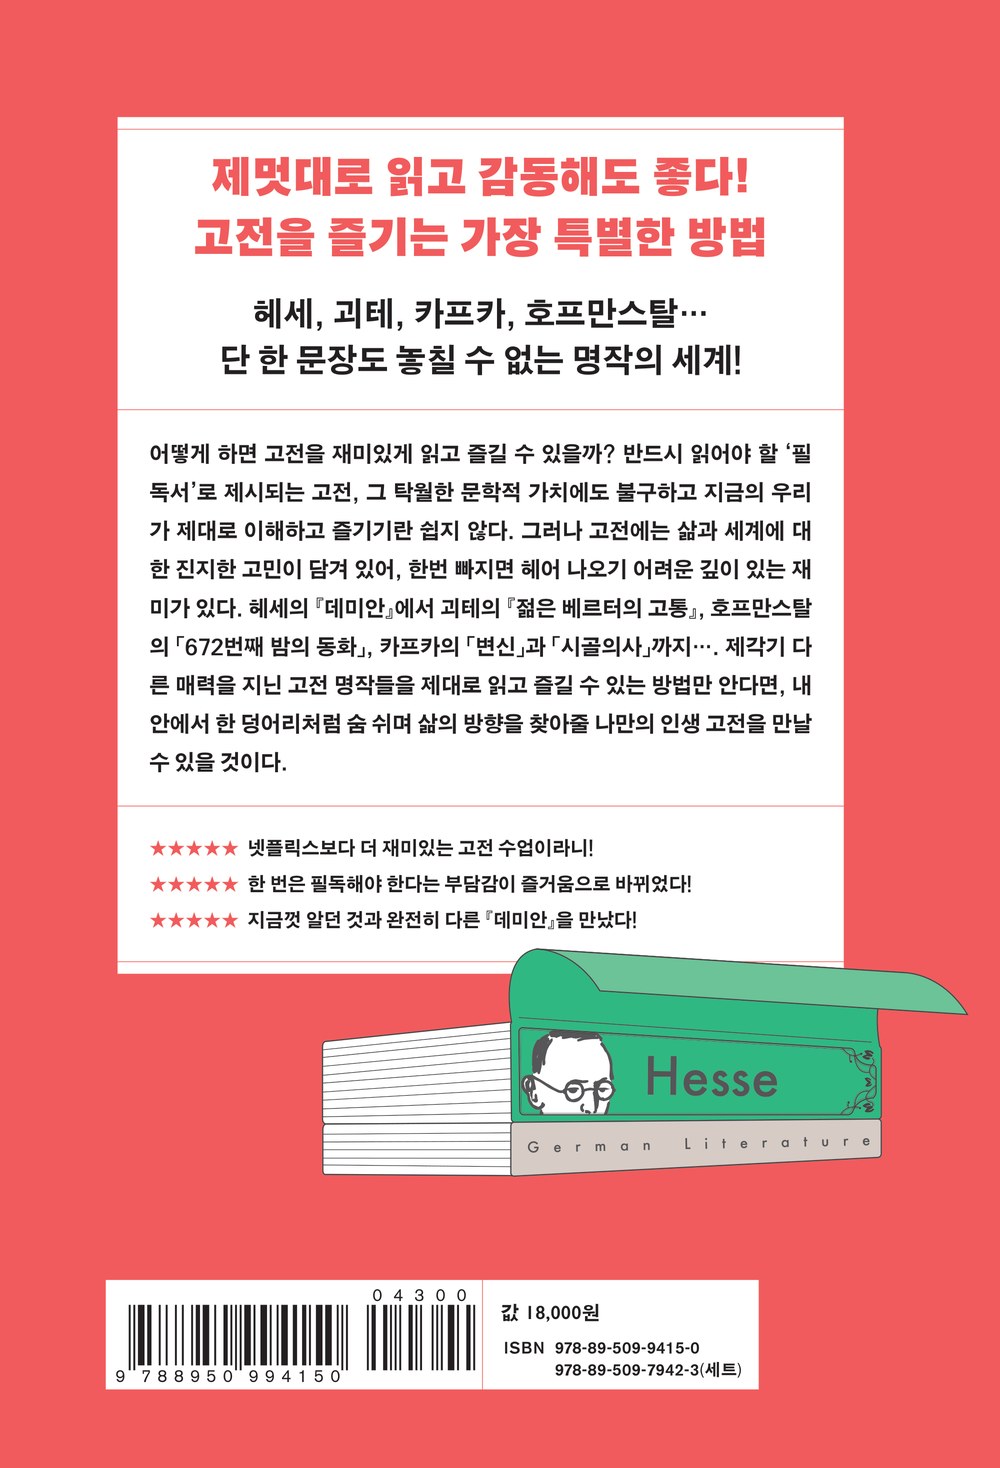 제멋대로 읽고 감동해도 좋다!
고전을 즐기는 가장 특별한 방법
헤세, 괴테, 카프카, 호프만스탈…
단 한 문장도 놓칠 수 없는 명작의 세계!
어떻게 하면 고전을 재미있게 읽고 즐길 수 있을까? 반드시 읽어야 할 ‘필
독서’로 제시되는 고전, 그 탁월한 문학적 가치에도 불구하고 지금의 우리
가 제대로 이해하고 즐기기란 쉽지 않다. 그러나 고전에는 삶과 세계에 대
한 진지한 고민이 담겨 있어, 한번 빠지면 헤어 나오기 어려운 깊이 있는 재
미가 있다. 헤세의 『데미안』에서 괴테의 『젊은 베르터의 고통』, 호프만스탈
의 「672번째 밤의 동화」, 카프카의 「변신」과 「시골의사」까지…. 제각기 다
른 매력을 지닌 고전 명작들을 제대로 읽고 즐길 수 있는 방법만 안다면, 내
안에서 한 덩어리처럼 숨 쉬며 삶의 방향을 찾아줄 나만의 인생 고전을 만날
수 있을 것이다.
★★★★★ 넷플릭스보다 더 재미있는 고전 수업이라니!
★★★★★ 한 번은 필독해야 한다는 부담감이 즐거움으로 바뀌었다!
★★★★★ 지금껏 알던 것과 완전히 다른 『데미안』을 만났다!
Hesse
German Literature
04300
9 788950 994150
값 18,000원
ISBN 978-89-509-9415-0
978-89-509-7942-3(세트)